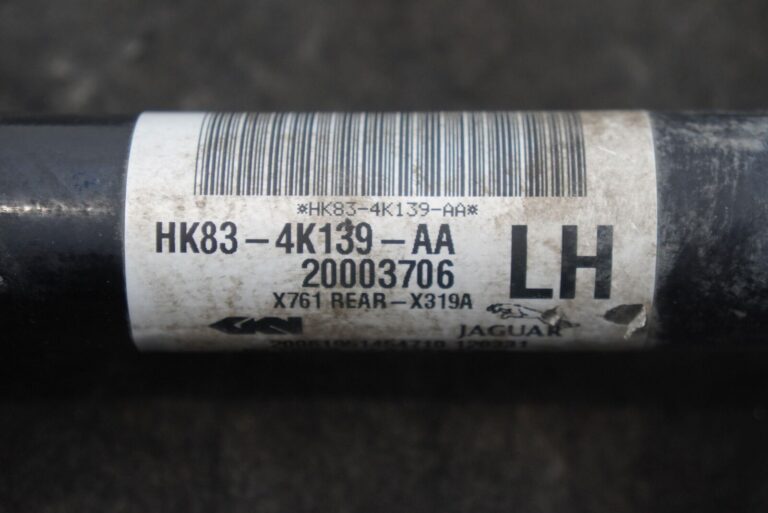 *HK83-4K139-AA*
HK83-4K139-AA
20003706
LH
X761 REAR-X319A
GKN
JAGUAR